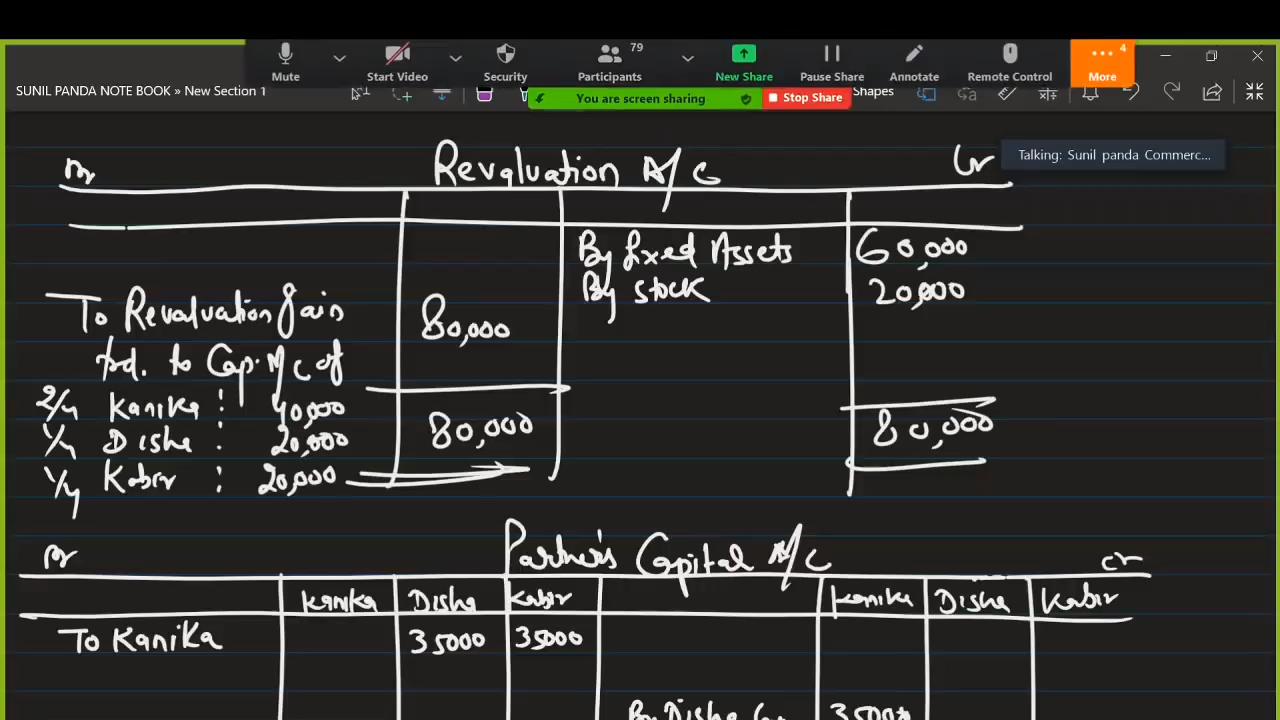 79
4
Mute
Start Video
Security
Participants
New Share
Pause Share
Annotate
Remote Control
More
SUNIL PANDA NOTE BOOK » New Section 1
You are screen sharing
Stop Share
Shapes
Talking: Sunil panda Commerc...
Dr Revaluation A/C Cr
By fixed Assets 60,000
By stock 20,000
To Revaluation Gain 80,000
trd. to Cap. A/C of
2/4 Kanika : 40,000
1/4 Disha : 20,000 80,000 80,000
1/4 Kabir : 20,000
Dr Partner's Capital A/C Cr
Kanika Disha Kabir Kanika Disha Kabir
To Kanika 35000 35000
By Disha 35000